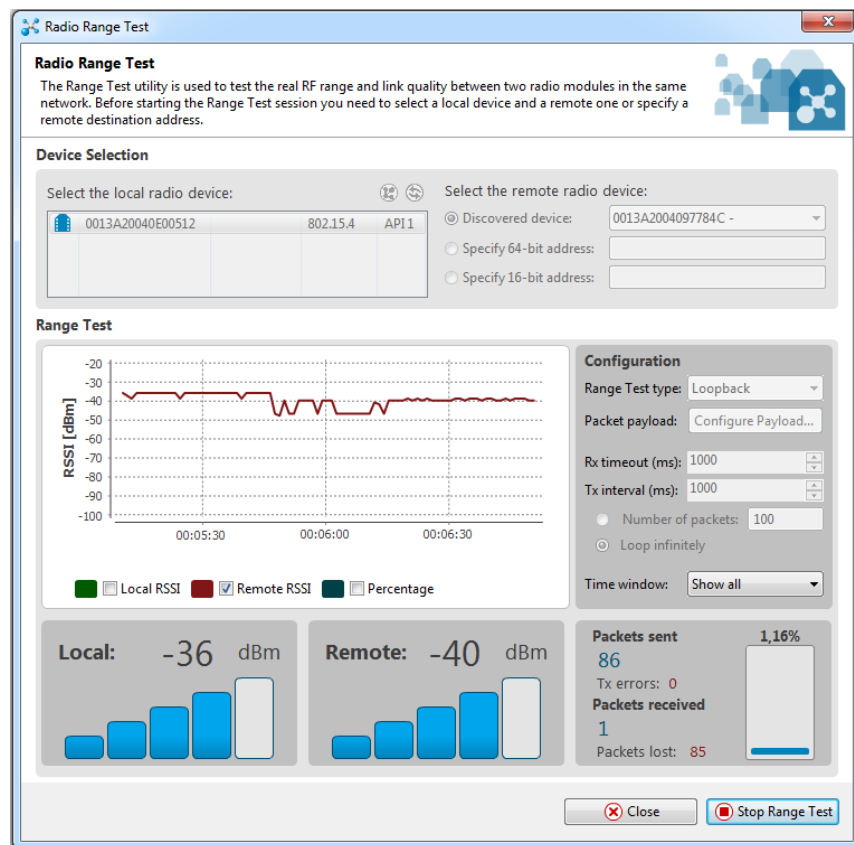 Radio Range Test
Radio Range Test
The Range Test utility is used to test the real RF range and link quality between two radio modules in the same
network. Before starting the Range Test session you need to select a local device and a remote one or specify a
remote destination address.
Device Selection
Select the local radio device:
0013A20040E00512 802.15.4 API 1
Select the remote radio device:
Discovered device: 0013A2004097784C -
Specify 64-bit address:
Specify 16-bit address:
Range Test
RSSI [dBm]
-20
-30
-40
-50
-60
-70
-80
-90
-100
00:05:30 00:06:00 00:06:30
Local RSSI Remote RSSI Percentage
Configuration
Range Test type: Loopback
Packet payload: Configure Payload...
Rx timeout (ms): 1000
Tx interval (ms): 1000
Number of packets: 100
Loop infinitely
Time window: Show all
Local: -36 dBm
Remote: -40 dBm
Packets sent
86
Tx errors: 0
Packets received
1
Packets lost: 85
1,16%
Close
Stop Range Test